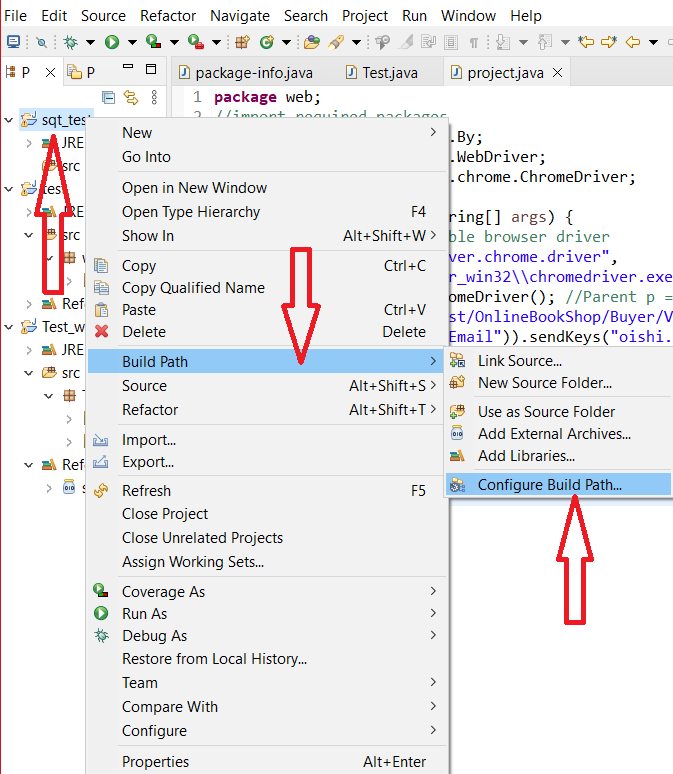 File Edit Source Refactor Navigate Search Project Run Window Help
P P package-info.java Test.java project.java
1 package web;
2 //import required packages
sqt_test
JRE
src
test
JRE
src
Ref
Test_w
JRE
src
Ref
.By;
.WebDriver;
.chrome.ChromeDriver;
ring[] args) {
ble browser driver
ver.chrome.driver",
r_win32\\chromedriver.exe
omeDriver(); //Parent p =
st/OnlineBookShop/Buyer/V
Email")).sendKeys("oishi.
New
Go Into
Open in New Window
Open Type Hierarchy F4
Show In Alt+Shift+W
Copy Ctrl+C
Copy Qualified Name
Paste Ctrl+V
Delete Delete
Build Path
Source Alt+Shift+S
Refactor Alt+Shift+T
Import...
Export...
Refresh F5
Close Project
Close Unrelated Projects
Assign Working Sets...
Coverage As
Run As
Debug As
Restore from Local History...
Team
Compare With
Configure
Properties Alt+Enter
Link Source...
New Source Folder...
Use as Source Folder
Add External Archives...
Add Libraries...
Configure Build Path...